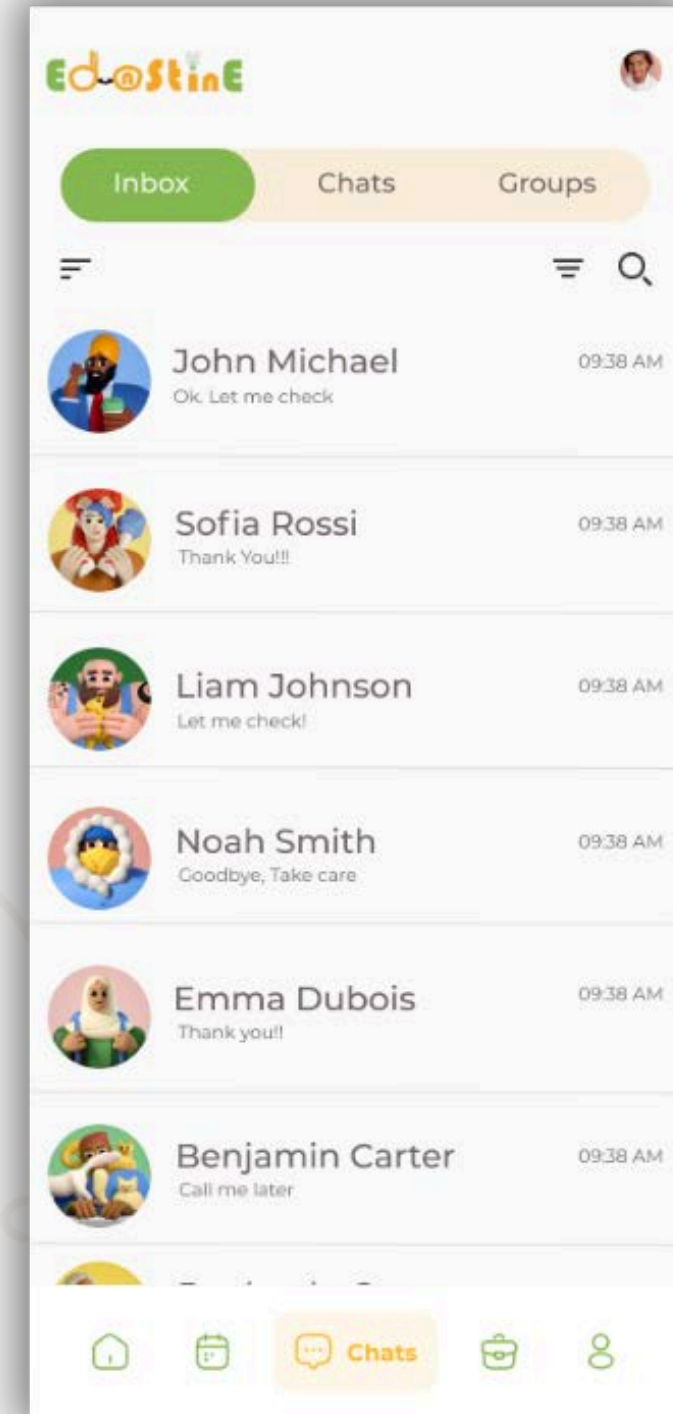 EdnStinE
Inbox Chats Groups
John Michael 09:38 AM
Ok. Let me check
Sofia Rossi 09:38 AM
Thank You!!!
Liam Johnson 09:38 AM
Let me check!
Noah Smith 09:38 AM
Goodbye, Take care
Emma Dubois 09:38 AM
Thank you!!
Benjamin Carter 09:38 AM
Call me later
Chats